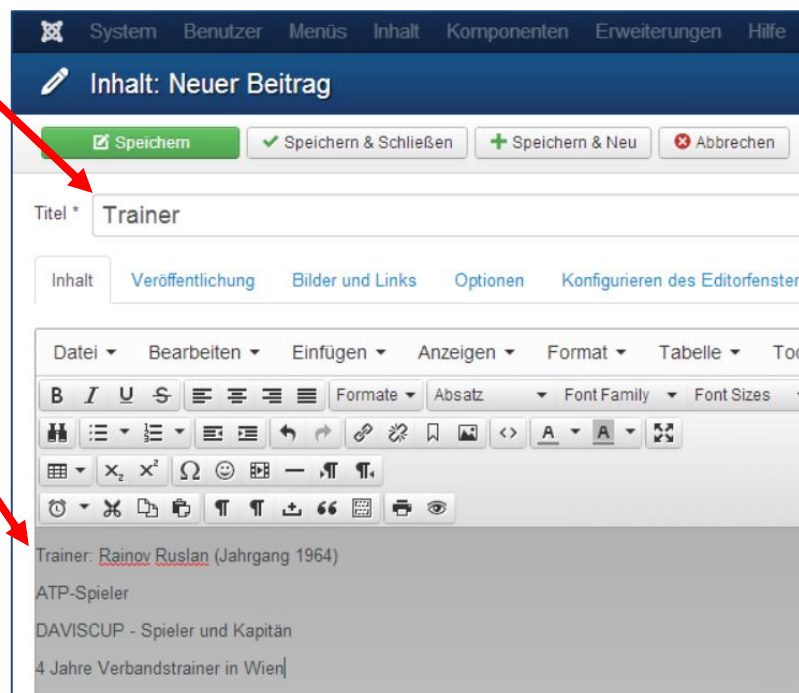 System Benutzer Menüs Inhalt Komponenten Erweiterungen Hilfe
Inhalt: Neuer Beitrag
Speichern Speichern & Schließen Speichern & Neu Abbrechen
Titel * Trainer
Inhalt Veröffentlichung Bilder und Links Optionen Konfigurieren des Editorfenster
Datei Bearbeiten Einfügen Anzeigen Format Tabelle Too
B I U S Formate Absatz Font Family Font Sizes
A A
X₂ X² Ω
Trainer: Rainov Ruslan (Jahrgang 1964)
ATP-Spieler
DAVISCUP - Spieler und Kapitän
4 Jahre Verbandstrainer in Wien